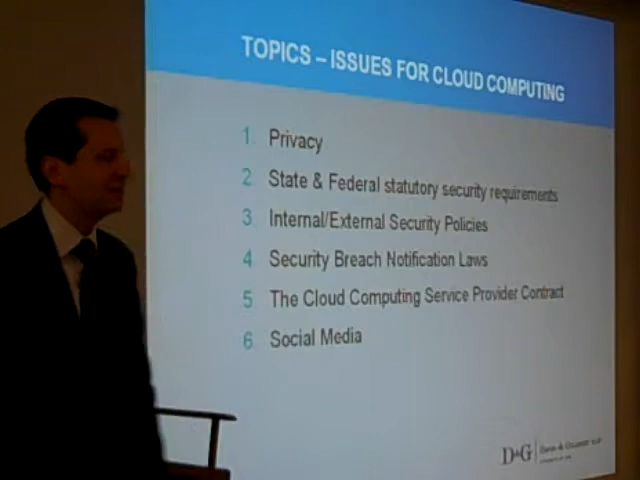 TOPICS – ISSUES FOR CLOUD COMPUTING
1. Privacy
2. State & Federal statutory security requirements
3. Internal/External Security Policies
4. Security Breach Notification Laws
5. The Cloud Computing Service Provider Contract
6. Social Media
D&G